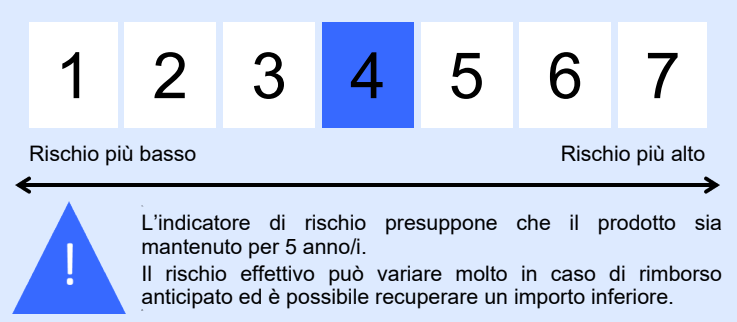 1 2 3 4 5 6 7
Rischio più basso Rischio più alto
!
L'indicatore di rischio presuppone che il prodotto sia
mantenuto per 5 anno/i.
Il rischio effettivo può variare molto in caso di rimborso
anticipato ed è possibile recuperare un importo inferiore.